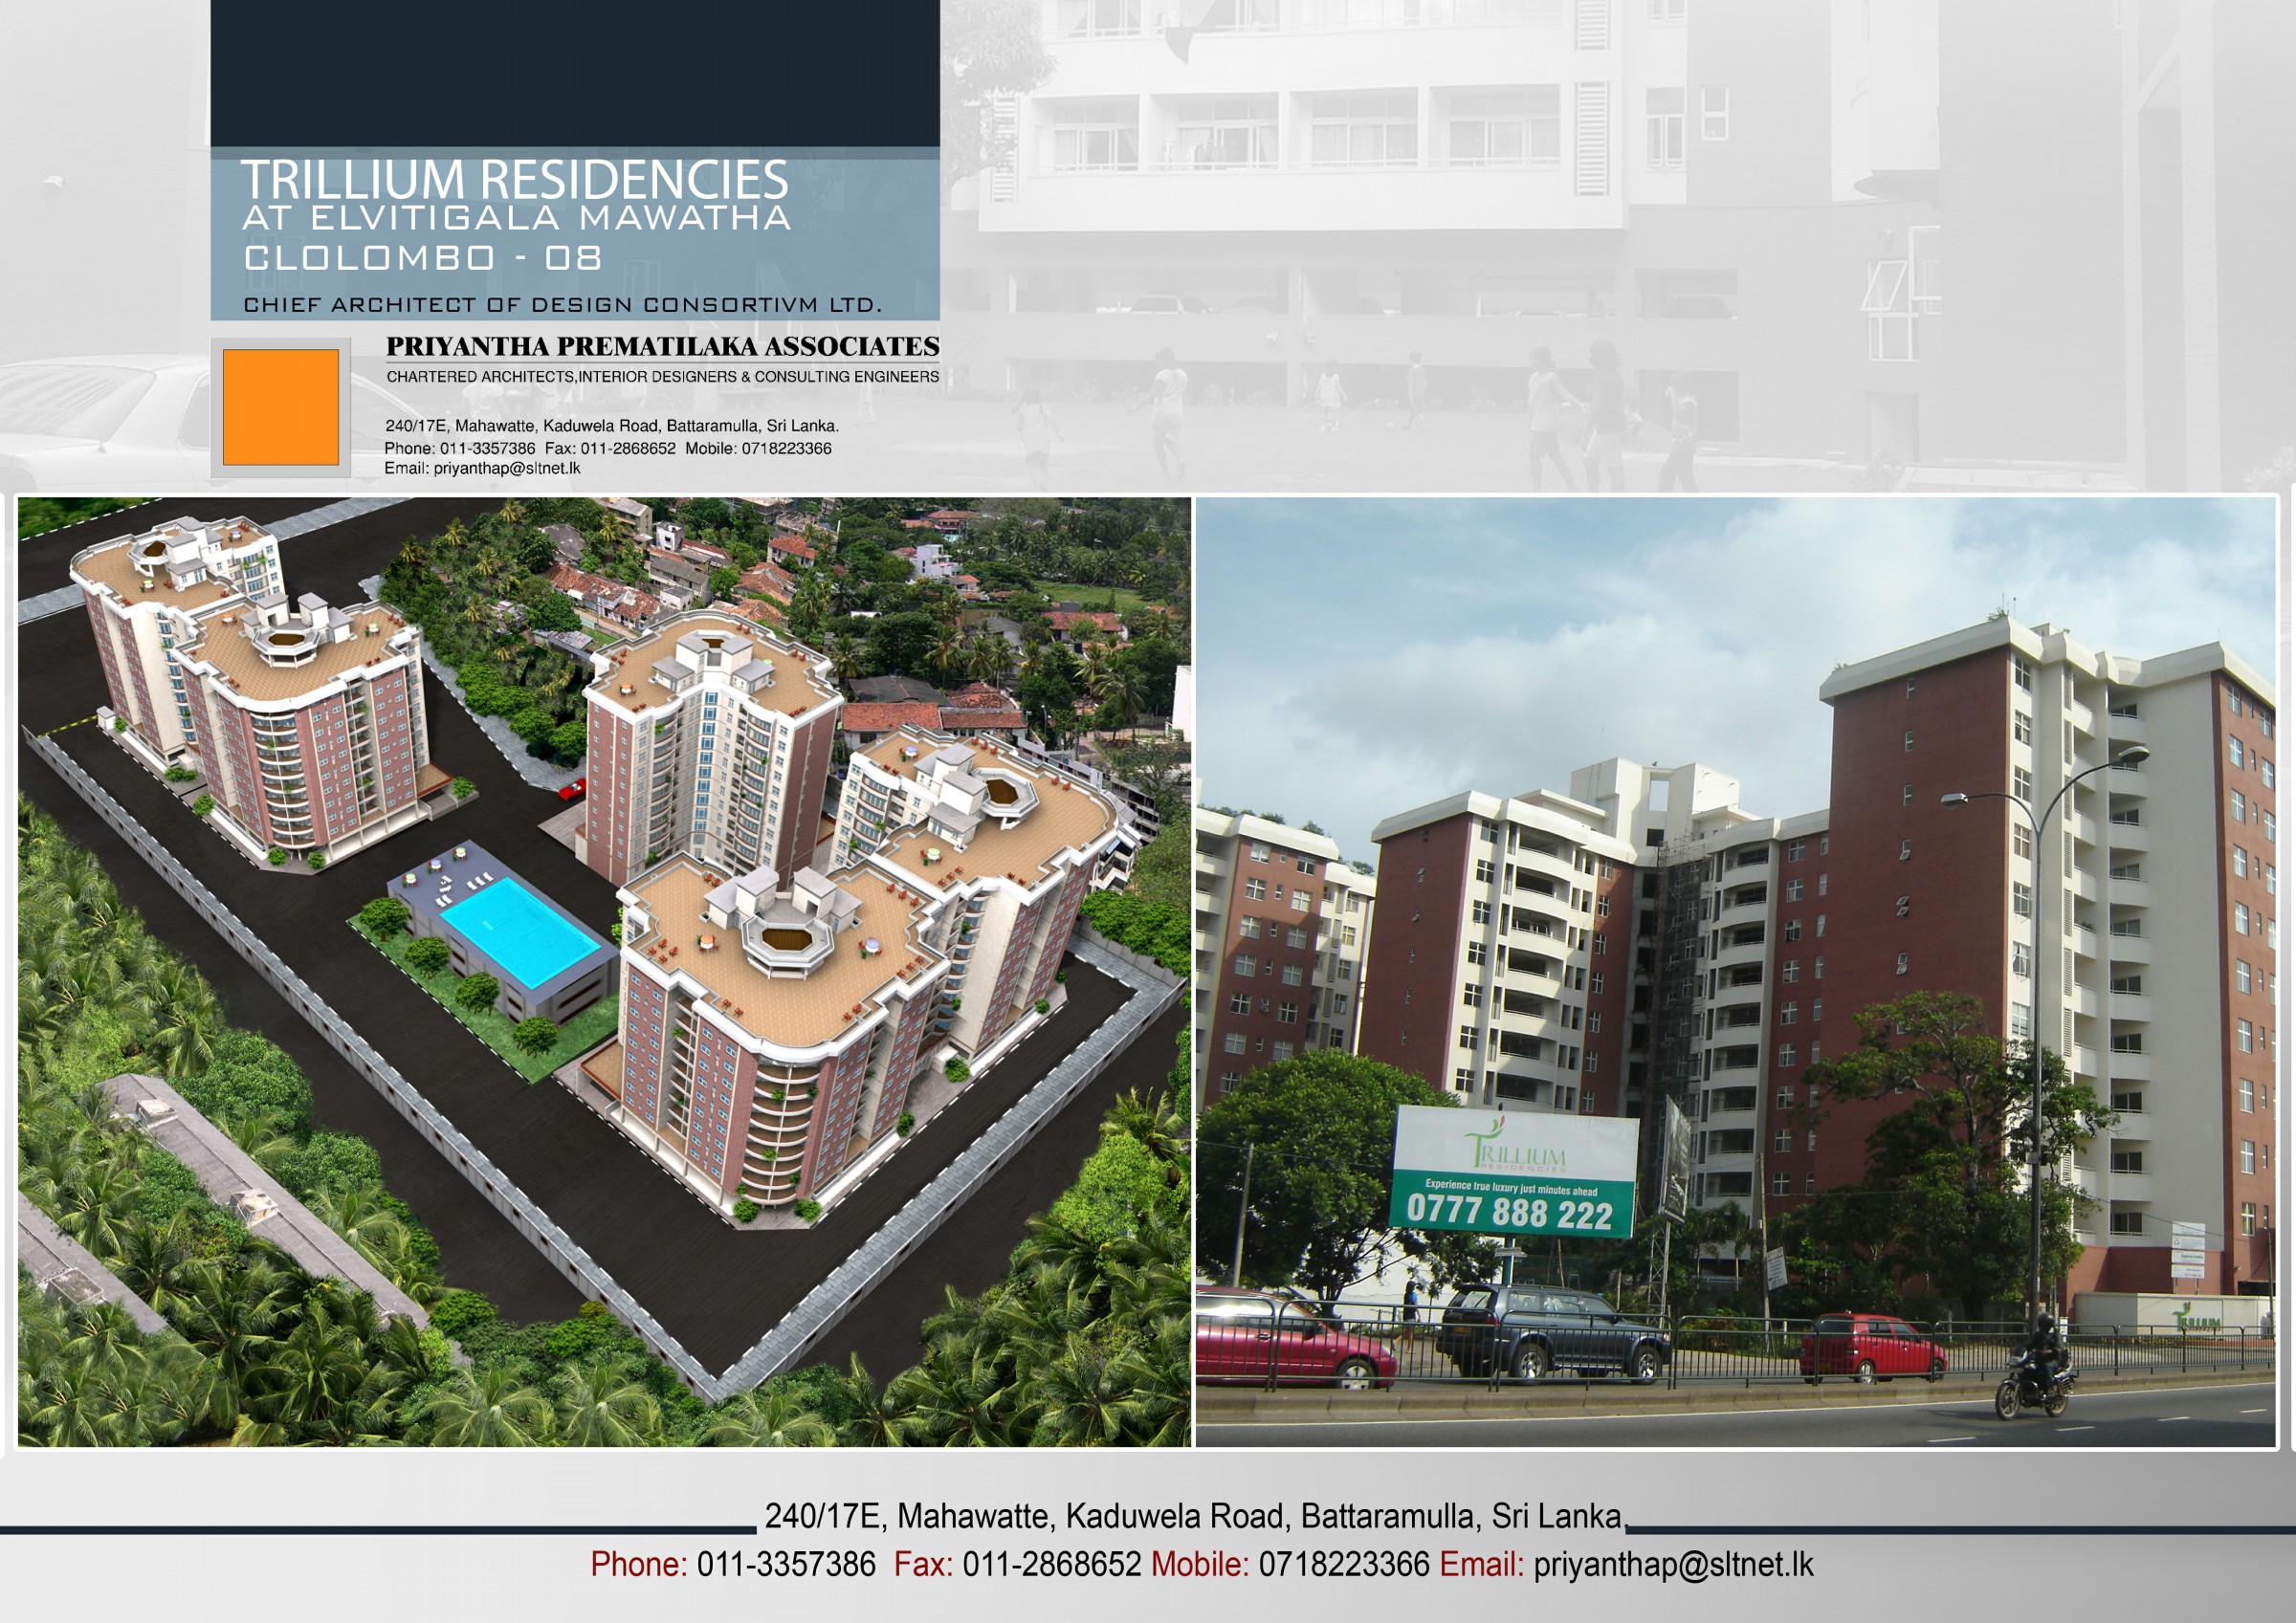 TRILLIUM RESIDENCIES
AT ELVITIGALA MAWATHA
CLOLOMBO - 08
CHIEF ARCHITECT OF DESIGN CONSORTIVM LTD.
PRIYANTHA PREMATILAKA ASSOCIATES
CHARTERED ARCHITECTS,INTERIOR DESIGNERS & CONSULTING ENGINEERS
240/17E, Mahawatte, Kaduwela Road, Battaramulla, Sri Lanka.
Phone: 011-3357386 Fax: 011-2868652 Mobile: 0718223366
Email: priyanthap@sltnet.lk
TRILLIUM
RESIDENCIES
Experience true luxury just minutes ahead
0777 888 222
TRILLIUM
240/17E, Mahawatte, Kaduwela Road, Battaramulla, Sri Lanka.
Phone: 011-3357386 Fax: 011-2868652 Mobile: 0718223366 Email: priyanthap@sltnet.lk